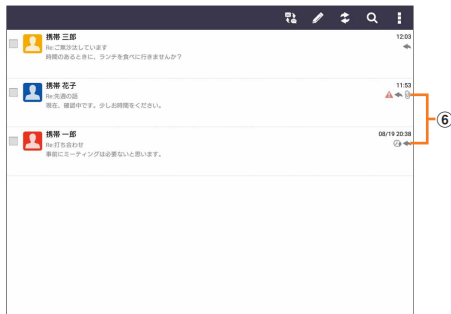 携帯 三郎
12:03
Re:ご無沙汰しています
時間のあるときに、ランチを食べに行きませんか？
携帯 花子
11:53
Re:先週の話
現在、確認中です。少しお時間をください。
⑥
携帯 一郎
08/19 20:38
Re:打ち合わせ
事前にミーティングは必要ないと思います。